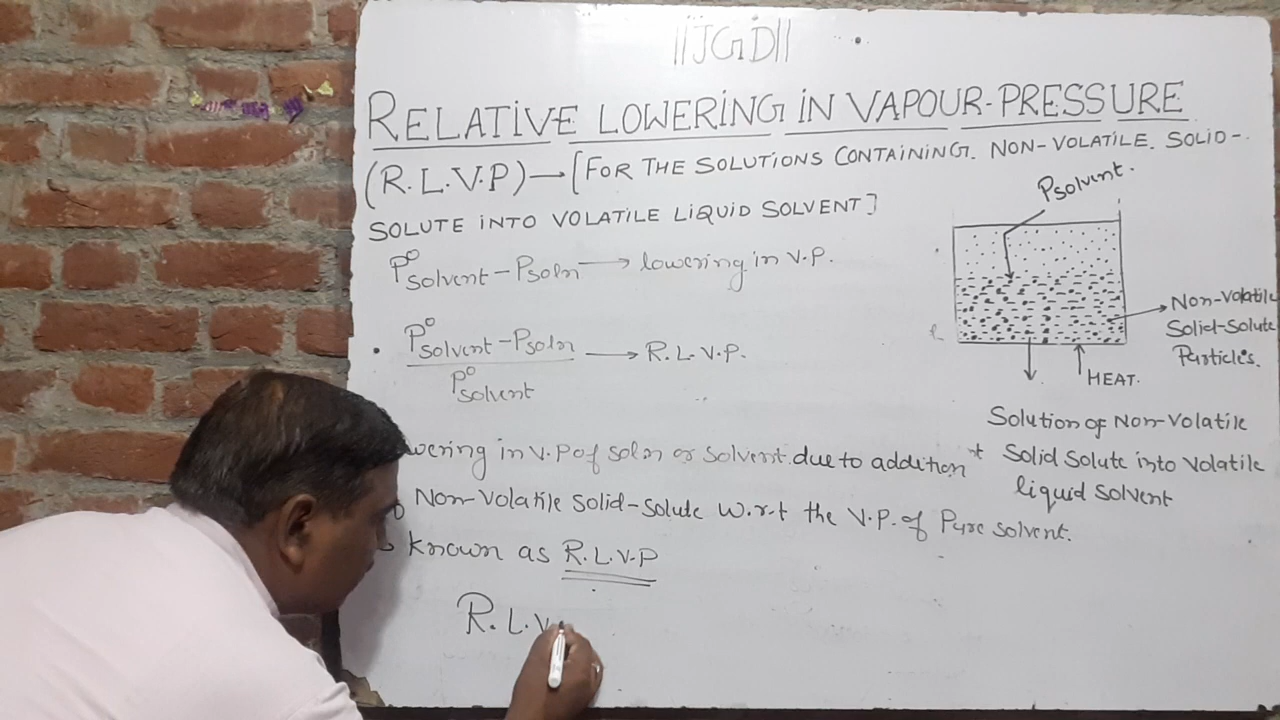 ||JGD||
RELATIVE LOWERING IN VAPOUR-PRESSURE
(R.L.V.P) → [FOR THE SOLUTIONS CONTAINING. NON-VOLATILE. SOLID-
SOLUTE INTO VOLATILE LIQUID SOLVENT]
P°solvent - Psoln → lowering in V.P.
P°solvent - Psoln → R.L.V.P.
P°solvent
wering in V.P of soln or solvent due to addition
Non-Volatile solid-solute w.r.t the V.P. of Pure solvent.
known as R.L.V.P
R.L.V
Psolvent.
Non-Volatile
Solid-Solute
Particles.
HEAT.
Solution of Non-Volatile
Solid Solute into Volatile
liquid solvent